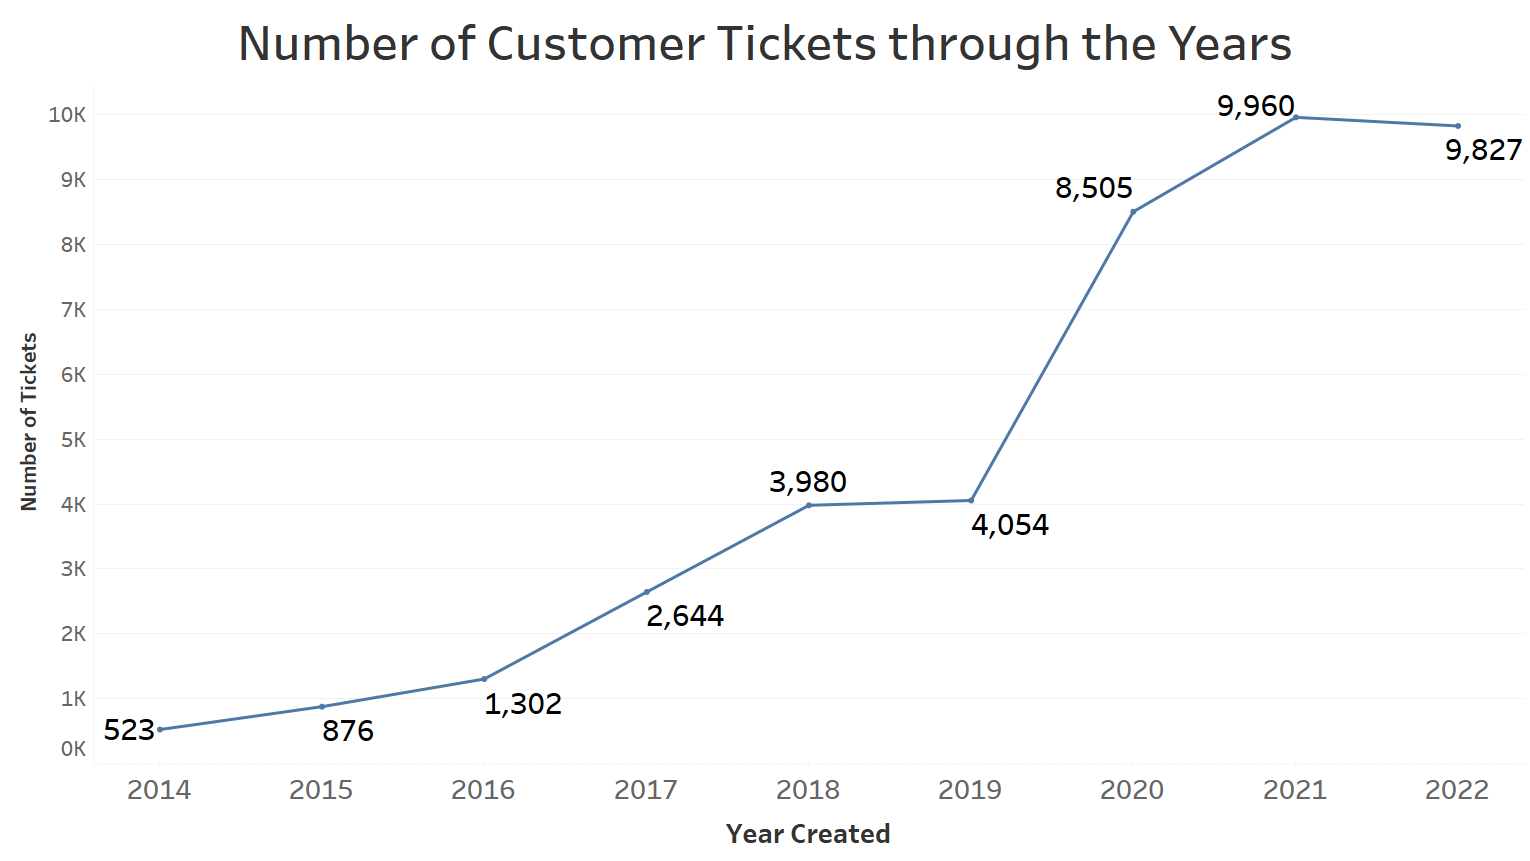 Number of Customer Tickets through the Years
Number of Tickets
10K
9K
8K
7K
6K
5K
4K
3K
2K
1K
0K
523
876
1,302
2,644
3,980
4,054
8,505
9,960
9,827
2014 2015 2016 2017 2018 2019 2020 2021 2022
Year Created